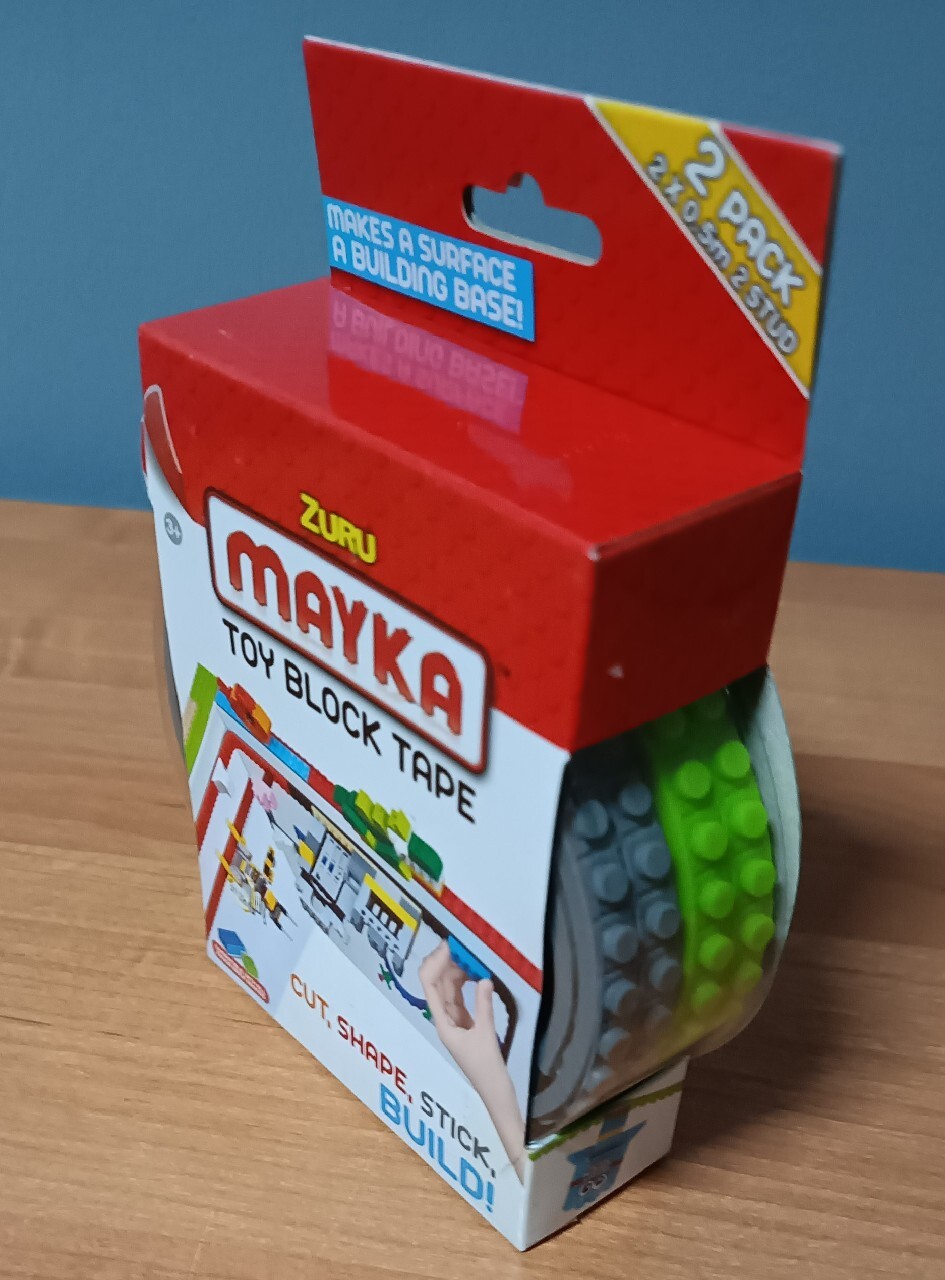 2 PACK
2 X 0.5m 2 STUD
MAKES A SURFACE
A BUILDING BASE!
ZURU
MAYKA
TOY BLOCK TAPE
3+
CUT, SHAPE, STICK,
BUILD!